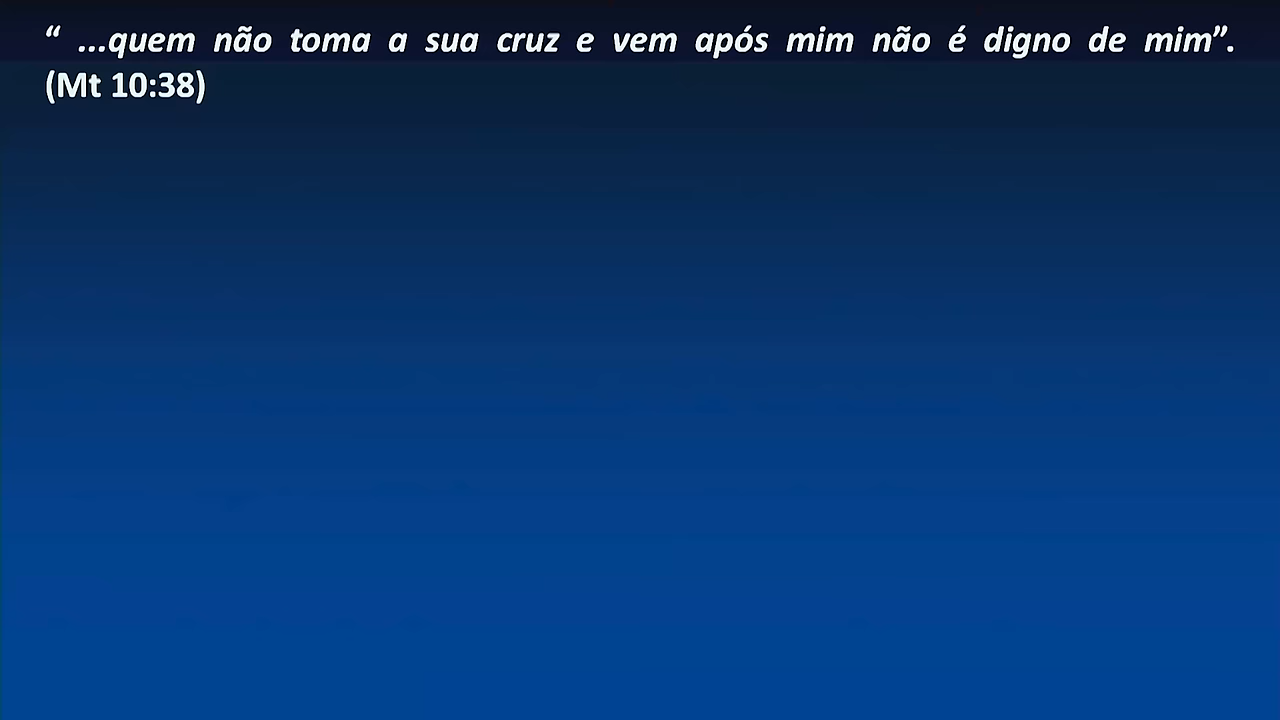 “ ...quem não toma a sua cruz e vem após mim não é digno de mim”.
(Mt 10:38)